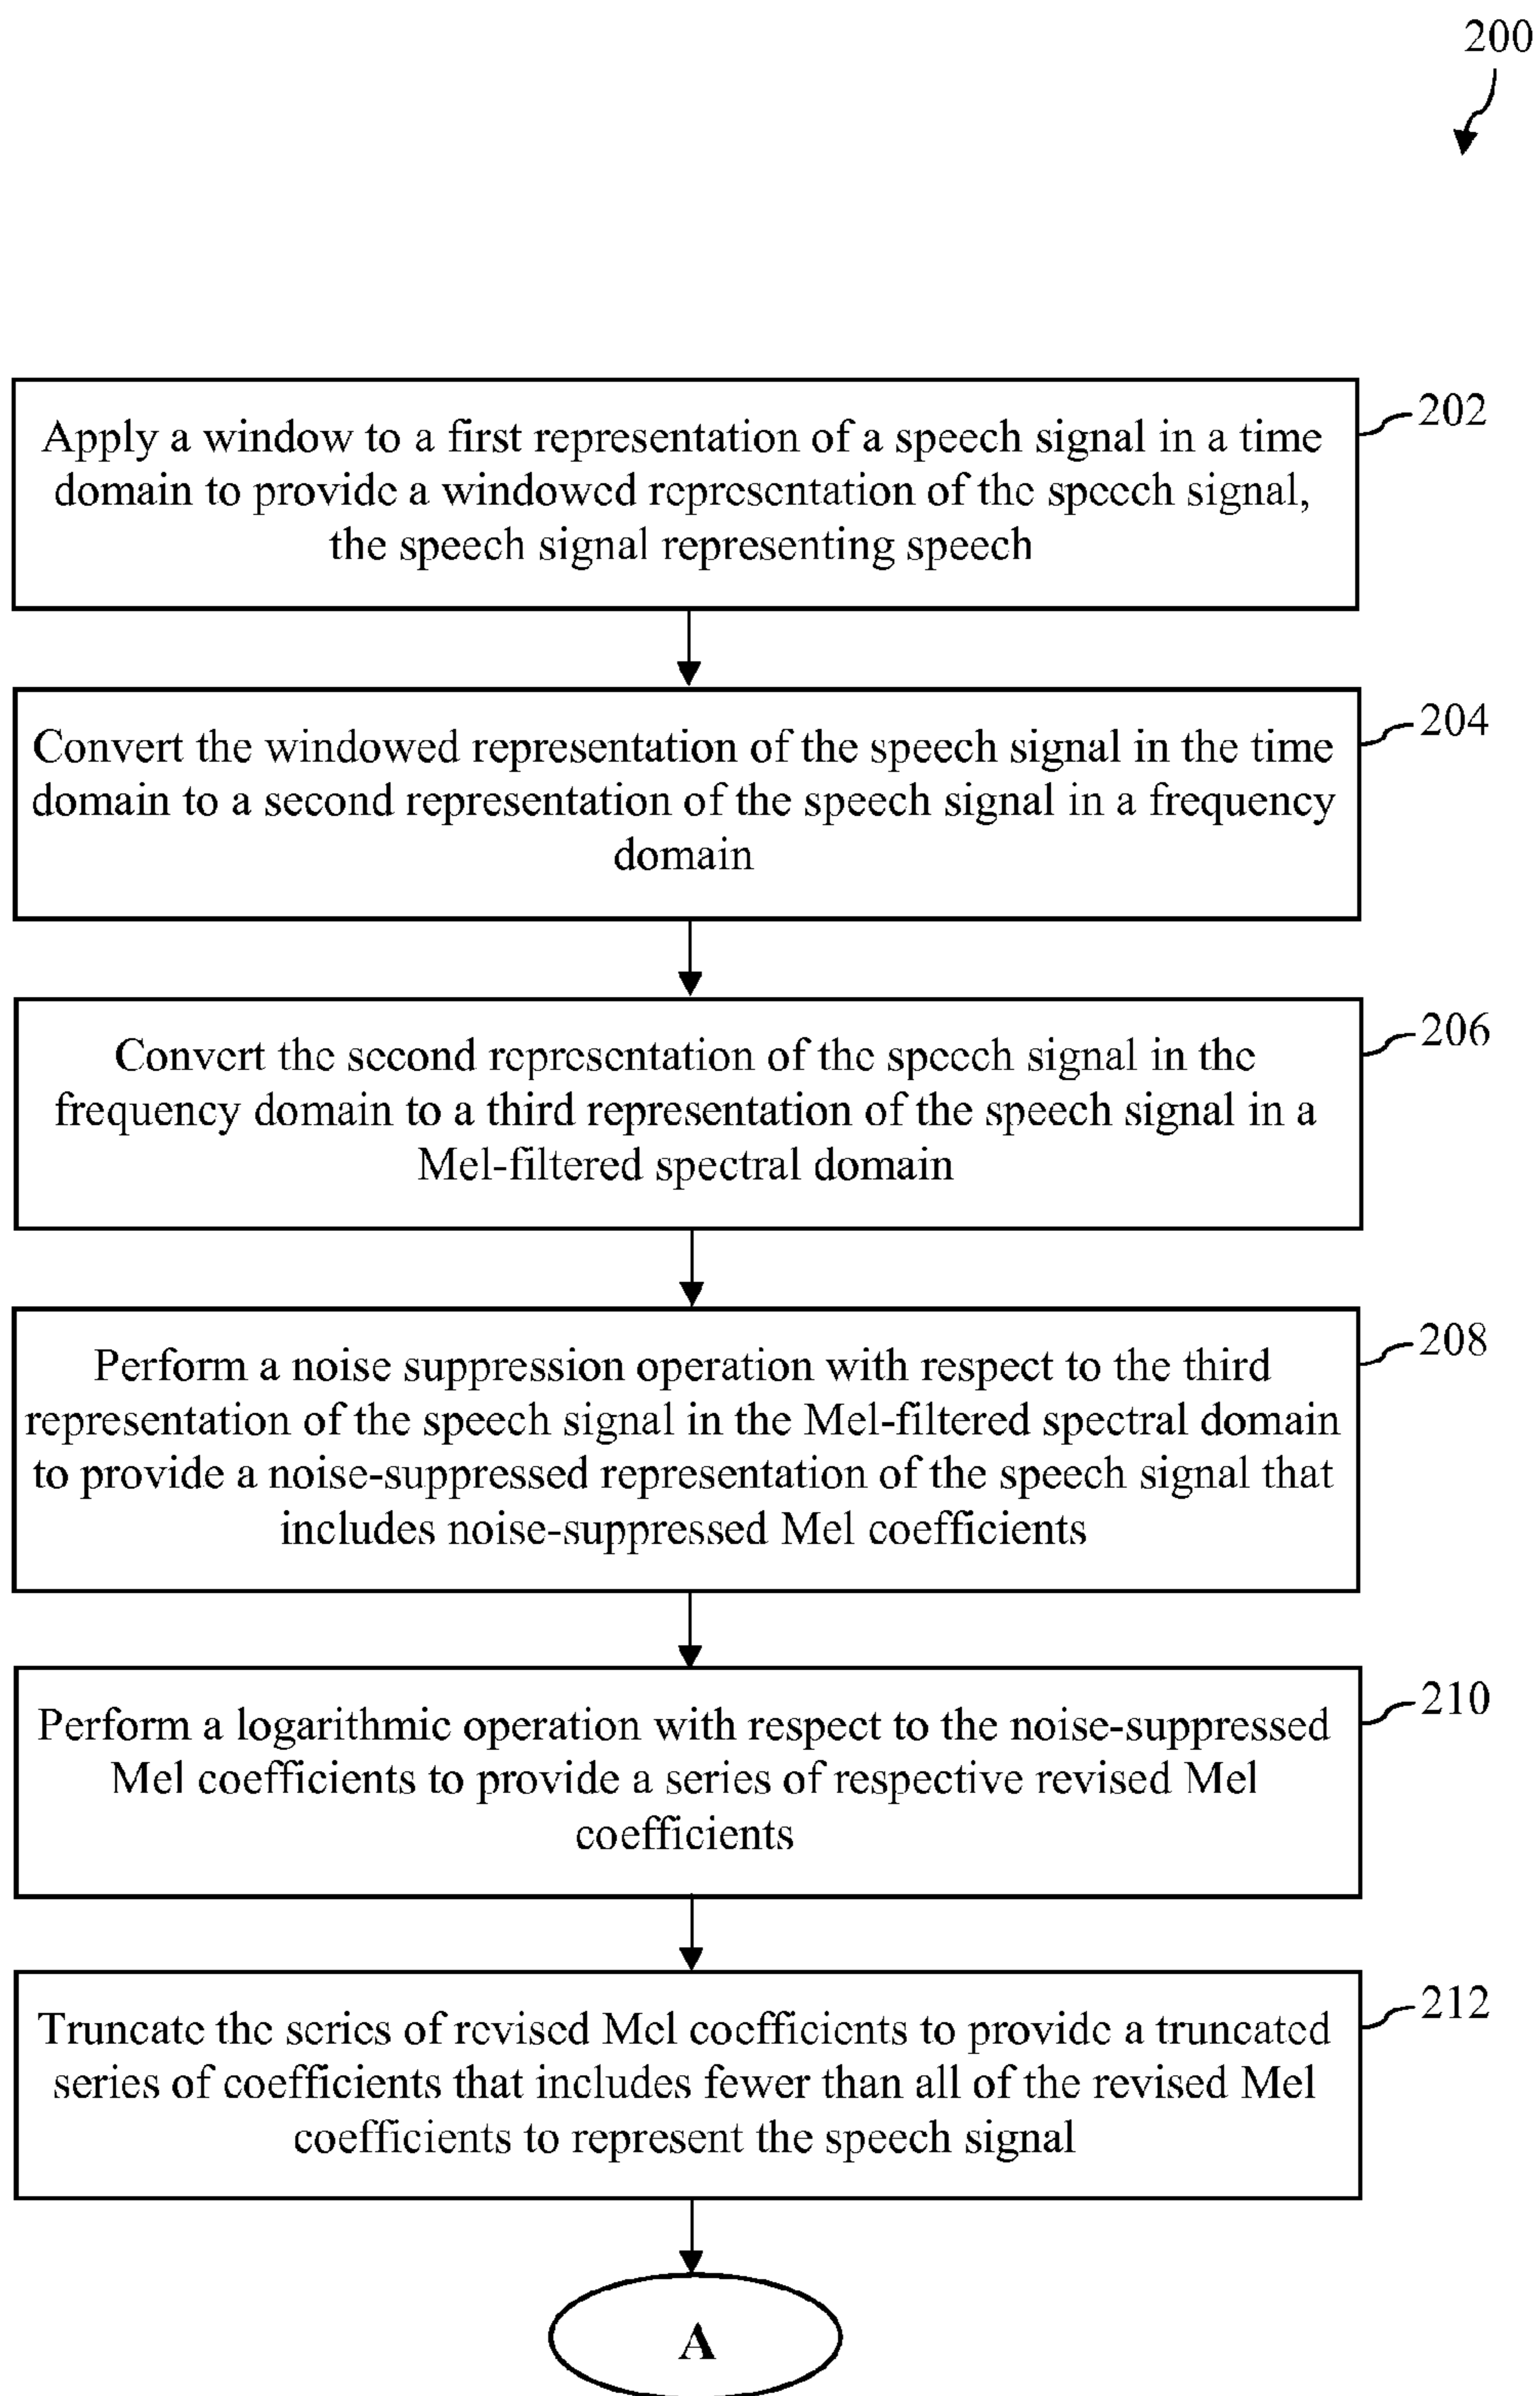 200
Apply a window to a first representation of a speech signal in a time
domain to provide a windowed representation of the speech signal,
the speech signal representing speech
202
Convert the windowed representation of the speech signal in the time
domain to a second representation of the speech signal in a frequency
domain
204
Convert the second representation of the speech signal in the
frequency domain to a third representation of the speech signal in a
Mel-filtered spectral domain
206
Perform a noise suppression operation with respect to the third
representation of the speech signal in the Mel-filtered spectral domain
to provide a noise-suppressed representation of the speech signal that
includes noise-suppressed Mel coefficients
208
Perform a logarithmic operation with respect to the noise-suppressed
Mel coefficients to provide a series of respective revised Mel
coefficients
210
Truncate the series of revised Mel coefficients to provide a truncated
series of coefficients that includes fewer than all of the revised Mel
coefficients to represent the speech signal
212
A